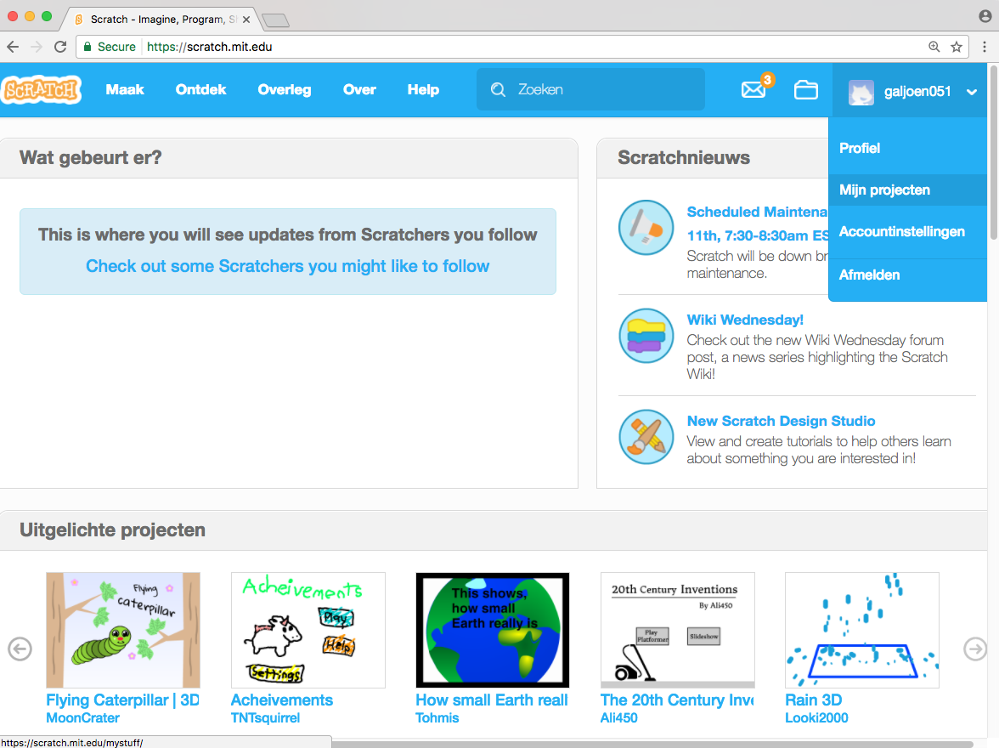 Scratch - Imagine, Program, S
Secure https://scratch.mit.edu
SCRATCH Maak Ontdek Overleg Over Help Zoeken 3 galjoen051
Profiel
Mijn projecten
Accountinstellingen
Afmelden
Wat gebeurt er?
This is where you will see updates from Scratchers you follow
Check out some Scratchers you might like to follow
Scratchnieuws
Scheduled Maintena
11th, 7:30-8:30am ES
Scratch will be down br
maintenance.
Wiki Wednesday!
Check out the new Wiki Wednesday forum
post, a news series highlighting the Scratch
Wiki!
New Scratch Design Studio
View and create tutorials to help others learn
about something you are interested in!
Uitgelichte projecten
Flying
caterpillar
Flying Caterpillar | 3D
MoonCrater
Acheivements
Play
Help
Settings
Acheivements
TNTsquirrel
This shows,
how small
Earth really is
How small Earth reall
Tohmis
20th Century Inventions
By Ali450
Play
Platformer
Slideshow
The 20th Century Inve
Ali450
Rain 3D
Looki2000
https://scratch.mit.edu/mystuff/